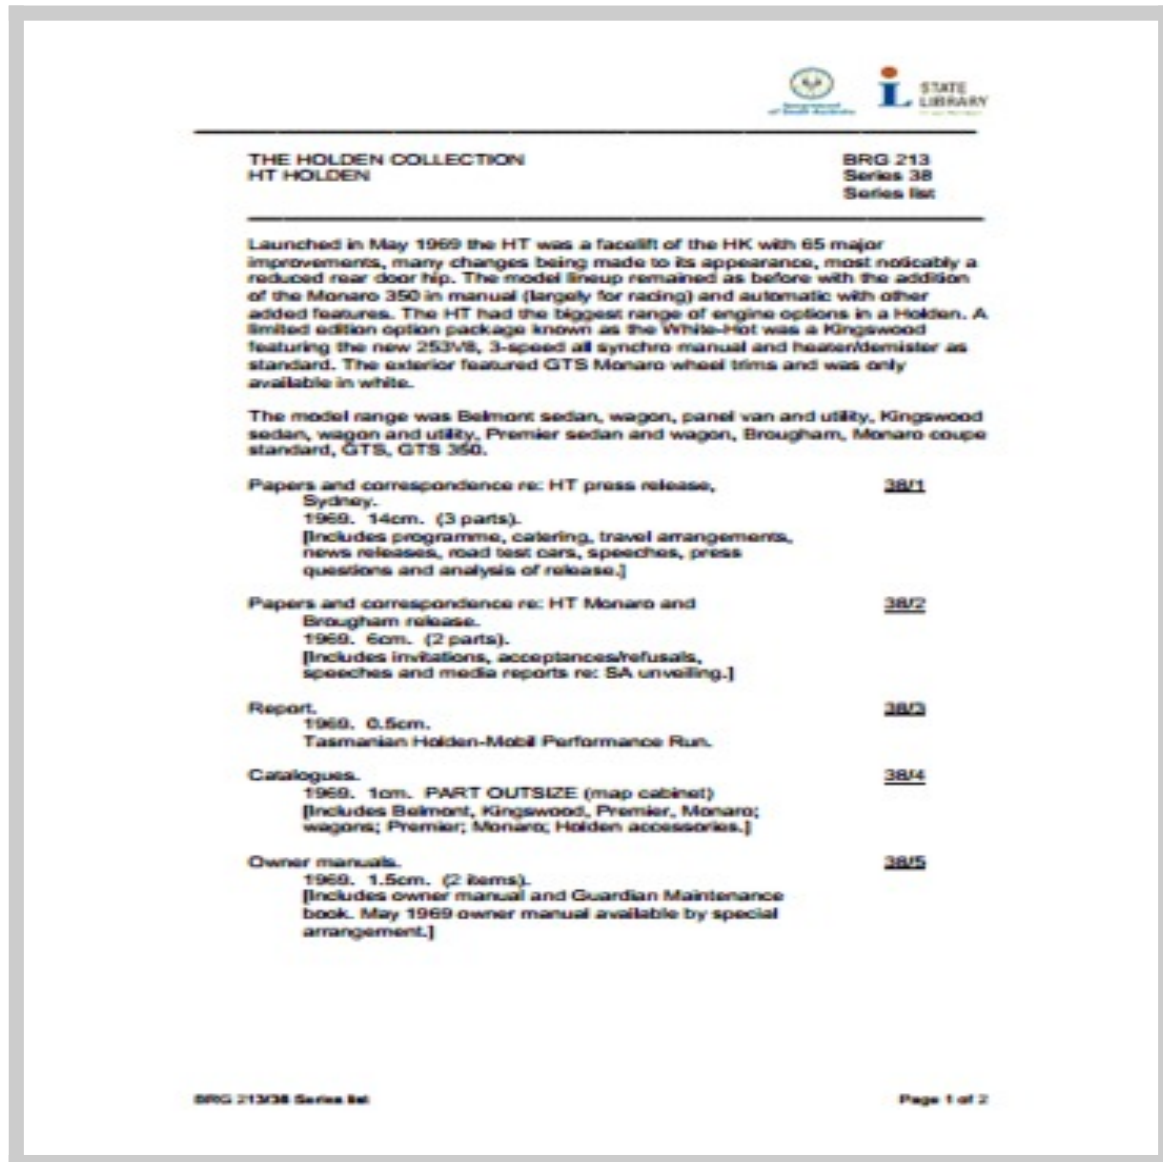 STATE
LIBRARY
THE HOLDEN COLLECTION BRG 213
HT HOLDEN Series 38
Series list
Launched in May 1969 the HT was a facelift of the HK with 65 major
improvements, many changes being made to its appearance, most noticably a
reduced rear door hip. The model lineup remained as before with the addition
of the Monaro 350 in manual (largely for racing) and automatic with other
added features. The HT had the biggest range of engine options in a Holden. A
limited edition option package known as the White-Hot was a Kingswood
featuring the new 253V8, 3-speed all synchro manual and heater/demister as
standard. The exterior featured GTS Monaro wheel trims and was only
available in white.
The model range was Belmont sedan, wagon, panel van and utility, Kingswood
sedan, wagon and utility, Premier sedan and wagon, Brougham, Monaro coupe
standard, GTS, GTS 350.
Papers and correspondence re: HT press release, 38/1
Sydney.
1969. 14cm. (3 parts).
[Includes programme, catering, travel arrangements,
news releases, road test cars, speeches, press
questions and analysis of release.]
Papers and correspondence re: HT Monaro and 38/2
Brougham release.
1969. 6cm. (2 parts).
[Includes invitations, acceptances/refusals,
speeches and media reports re: SA unveiling.]
Report. 38/3
1969. 0.5cm.
Tasmanian Holden-Mobil Performance Run.
Catalogues. 38/4
1969. 1cm. PART OUTSIZE (map cabinet)
[Includes Belmont, Kingswood, Premier, Monaro;
wagons; Premier; Monaro; Holden accessories.]
Owner manuals. 38/5
1969. 1.5cm. (2 items).
[Includes owner manual and Guardian Maintenance
book. May 1969 owner manual available by special
arrangement.]
BRG 213/38 Series list Page 1 of 2